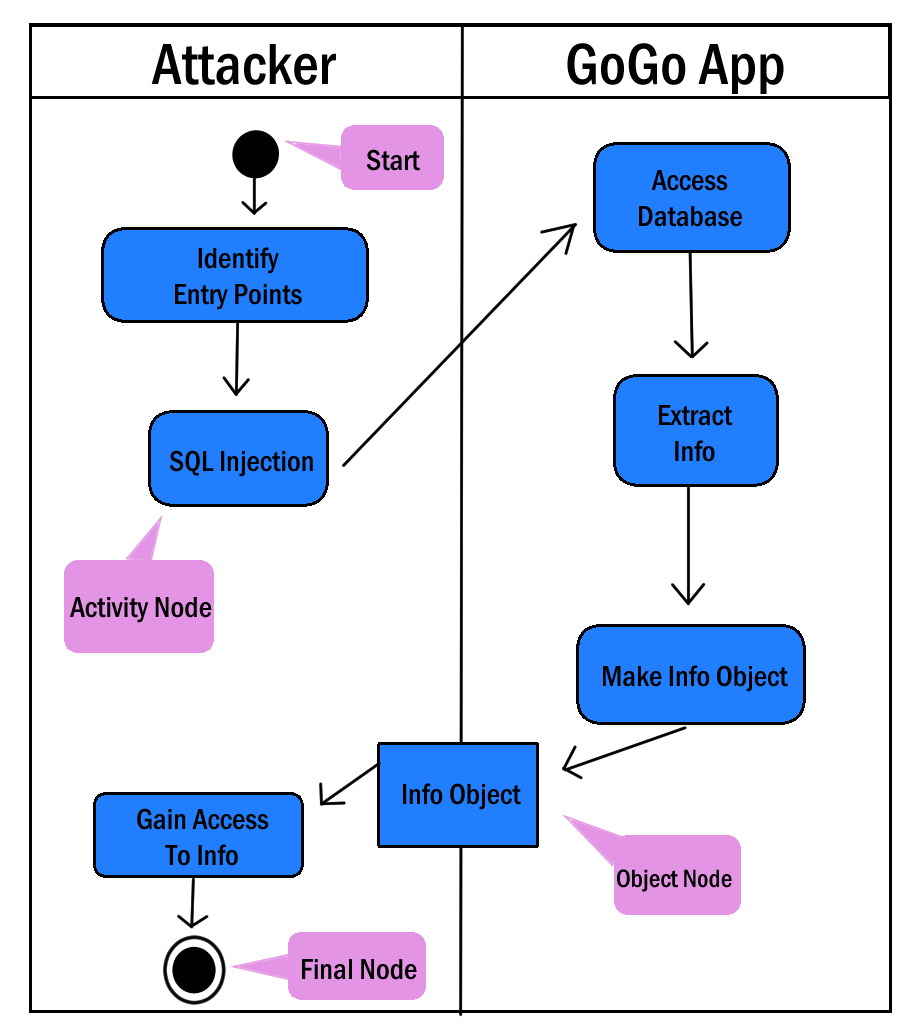 Attacker
GoGo App
Start
Identify
Entry Points
SQL Injection
Activity Node
Access
Database
Extract
Info
Make Info Object
Info Object
Object Node
Gain Access
To Info
Final Node